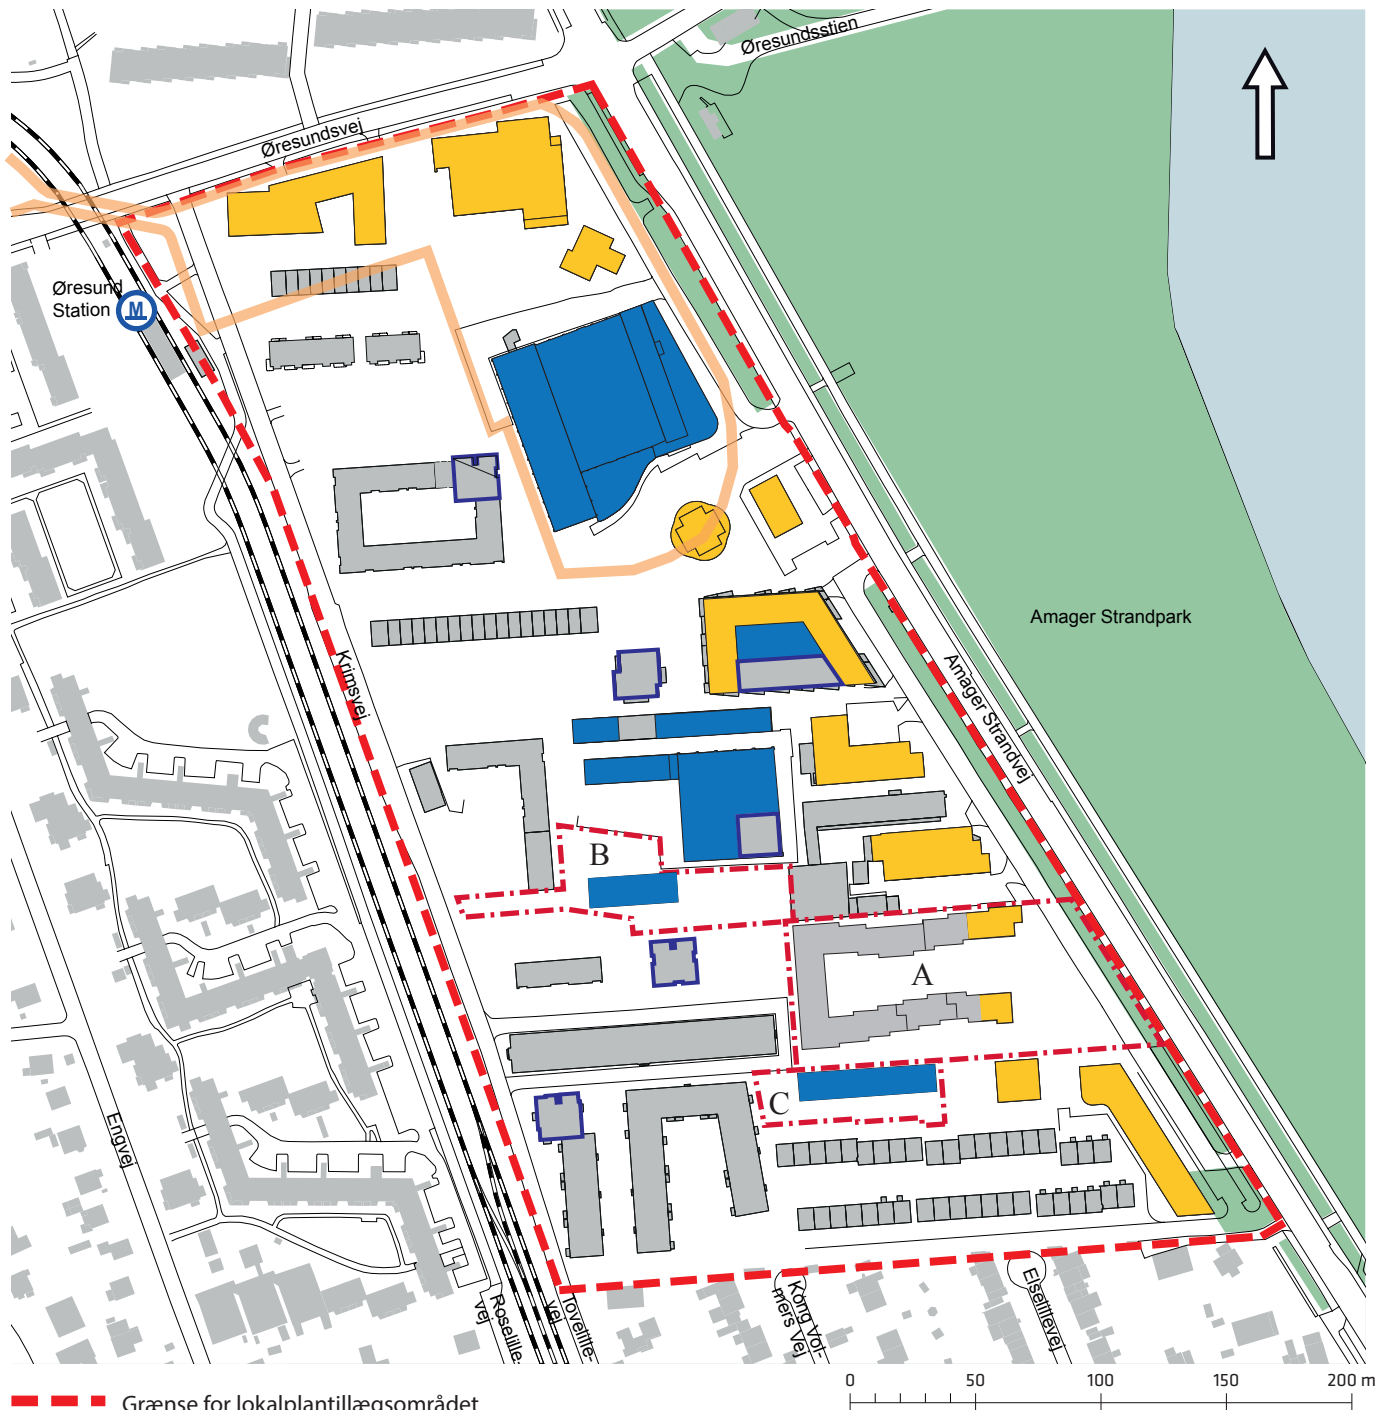 Øresundsstien
Øresundsvej
Øresund
Station
M
Amager Strandpark
Krimsvej
Amager Strandvej
B
A
C
Engvej
Roselille-
vej
Tovelille-
vej
Kong Vol-
mers Vej
Elselillevej
0 50 100 150 200 m
Grænse for lokalplantillægsområdet